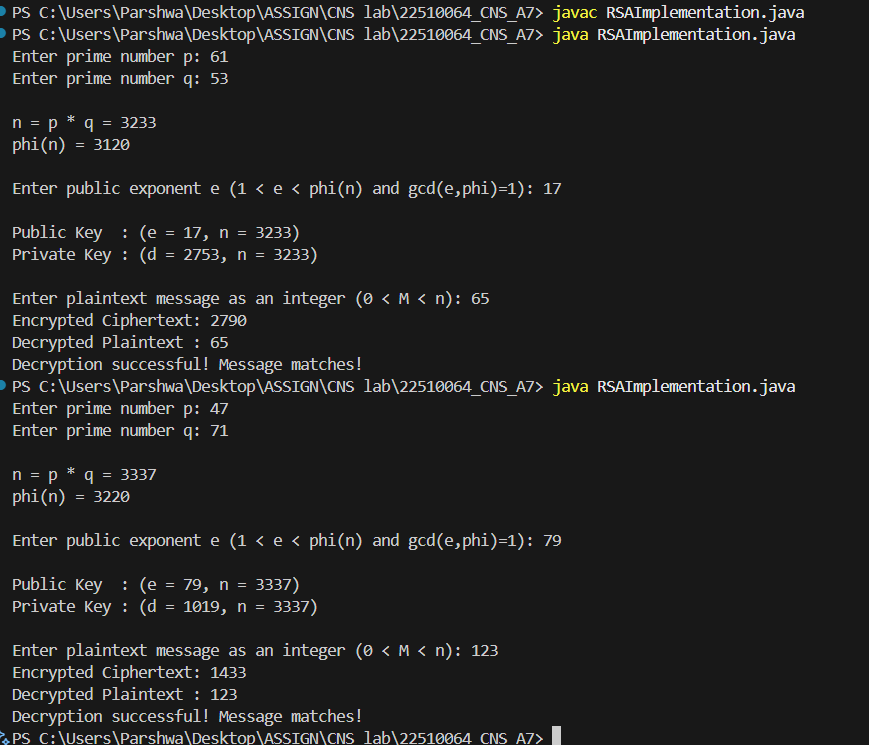 PS C:\Users\Parshwa\Desktop\ASSIGN\CNS lab\22510064_CNS_A7> javac RSAImplementation.java
PS C:\Users\Parshwa\Desktop\ASSIGN\CNS lab\22510064_CNS_A7> java RSAImplementation.java
Enter prime number p: 61
Enter prime number q: 53
n = p * q = 3233
phi(n) = 3120
Enter public exponent e (1 < e < phi(n) and gcd(e,phi)=1): 17
Public Key  : (e = 17, n = 3233)
Private Key : (d = 2753, n = 3233)
Enter plaintext message as an integer (0 < M < n): 65
Encrypted Ciphertext: 2790
Decrypted Plaintext : 65
Decryption successful! Message matches!
PS C:\Users\Parshwa\Desktop\ASSIGN\CNS lab\22510064_CNS_A7> java RSAImplementation.java
Enter prime number p: 47
Enter prime number q: 71
n = p * q = 3337
phi(n) = 3220
Enter public exponent e (1 < e < phi(n) and gcd(e,phi)=1): 79
Public Key  : (e = 79, n = 3337)
Private Key : (d = 1019, n = 3337)
Enter plaintext message as an integer (0 < M < n): 123
Encrypted Ciphertext: 1433
Decrypted Plaintext : 123
Decryption successful! Message matches!
PS C:\Users\Parshwa\Desktop\ASSIGN\CNS lab\22510064_CNS_A7>